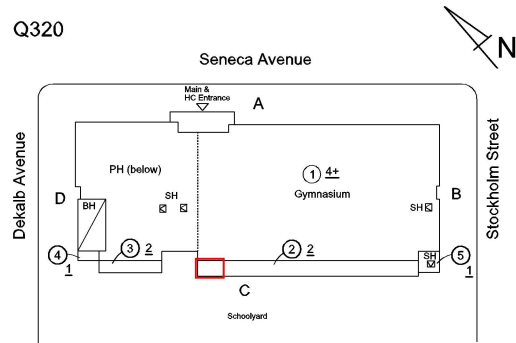 Q320
N
Seneca Avenue
Main &
HC Entrance
A
Dekalb Avenue
Stockholm Street
PH (below)
1 4+
Gymnasium
D
SH
B
BH
SH
4
1
3 2
2 2
SH
5
1
C
Schoolyard